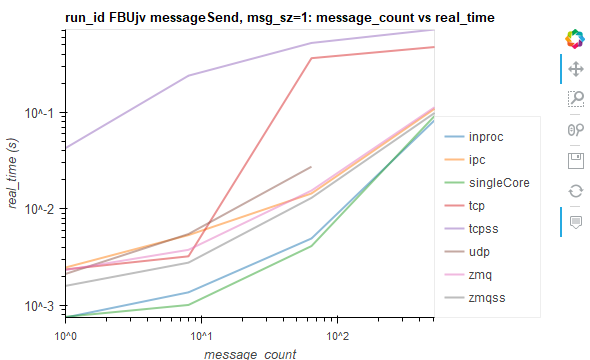 run_id FBUjv messageSend, msg_sz=1: message_count vs real_time
real_time (s)
10^-1
10^-2
10^-3
10^0
10^1
10^2
message_count
inproc
ipc
singleCore
tcp
tcpss
udp
zmq
zmqss